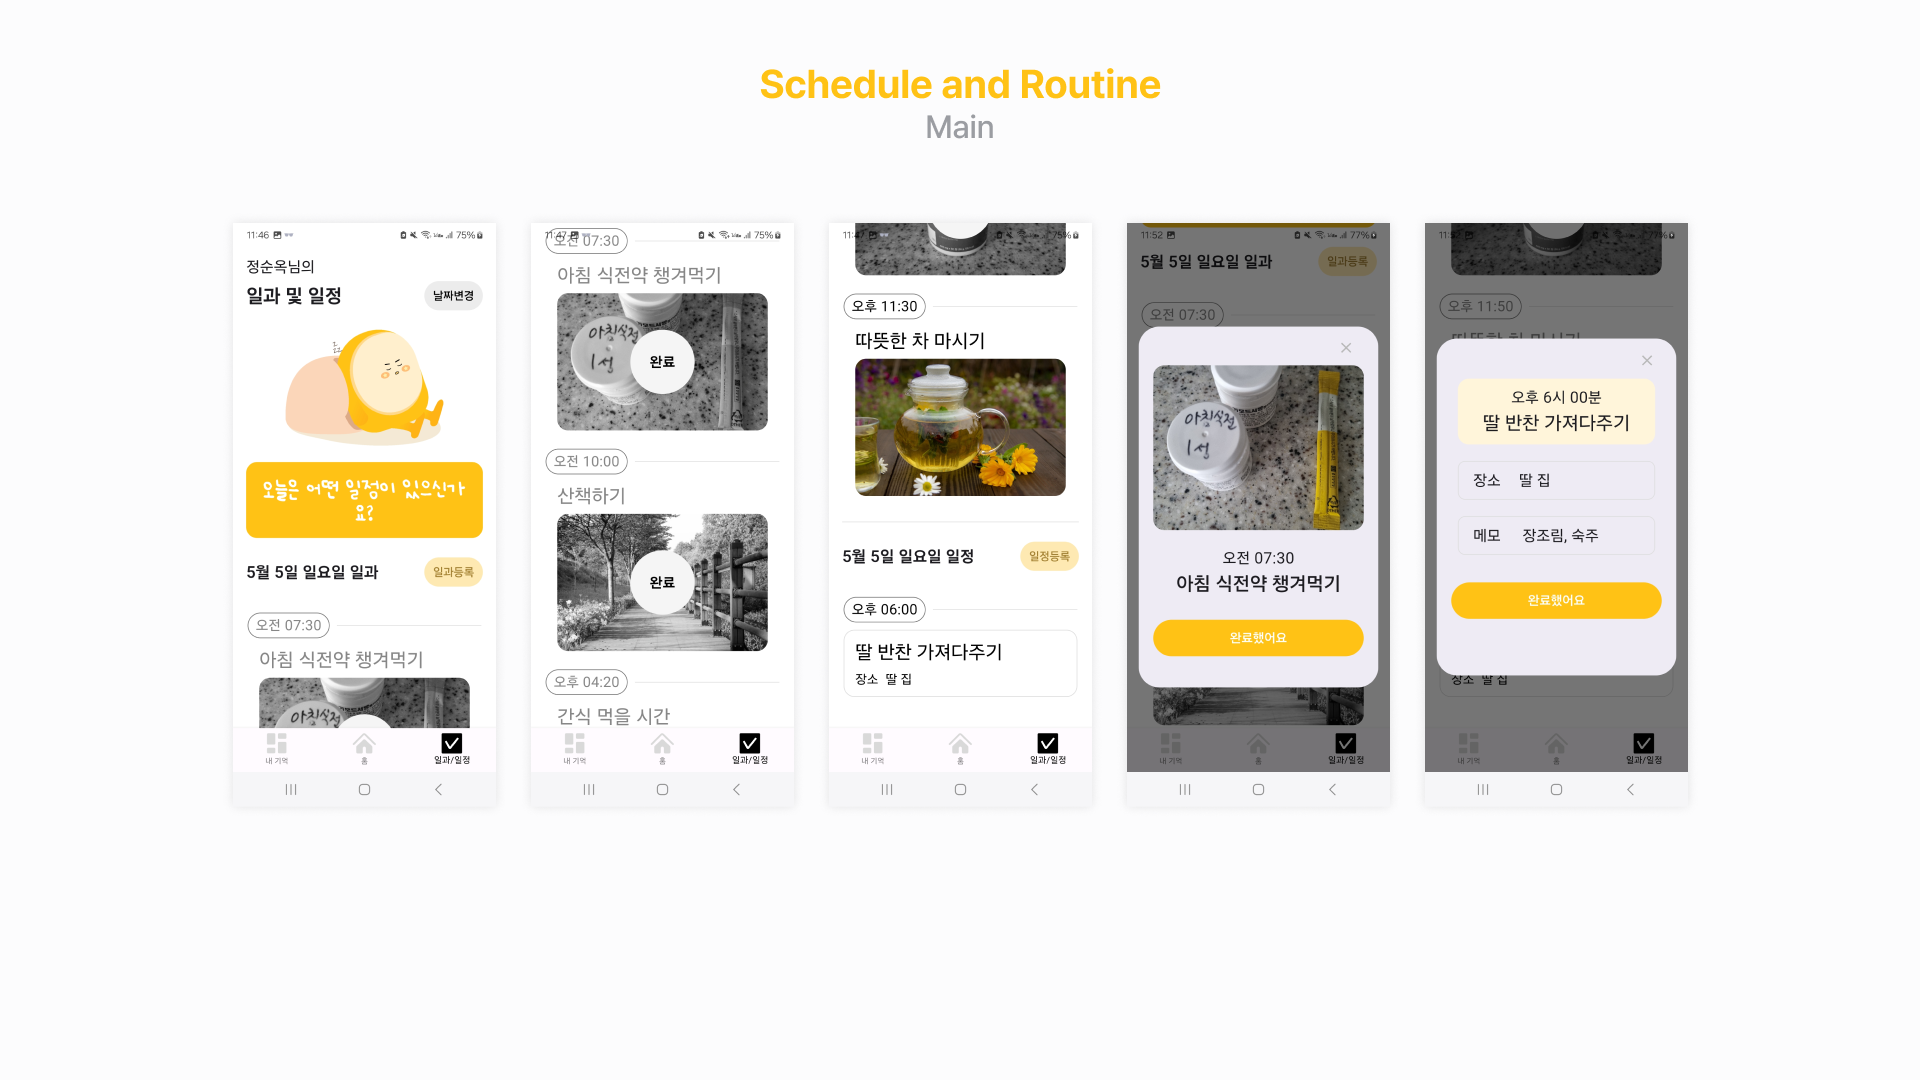 Schedule and Routine
Main
11:46
75%
정순옥님의
일과 및 일정
날짜변경
오늘은 어떤 일정이 있으신가
요?
5월 5일 일요일 일과
일과등록
오전 07:30
아침 식전약 챙겨먹기
아침식전
내 기억
홈
일과/일정
11:47
75%
오전 07:30
아침 식전약 챙겨먹기
아침식전
1성
완료
오전 10:00
산책하기
완료
오후 04:20
간식 먹을 시간
내 기억
홈
일과/일정
11:47
75%
오후 11:30
따뜻한 차 마시기
5월 5일 일요일 일정
일정등록
오후 06:00
딸 반찬 가져다주기
장소 딸 집
내 기억
홈
일과/일정
11:52
77%
5월 5일 일요일 일과
일과등록
오전 07:30
아침식전
1성
오전 07:30
아침 식전약 챙겨먹기
완료했어요
내 기억
홈
일과/일정
77%
오후 11:50
따뜻한 차 마시기
오후 6시 00분
딸 반찬 가져다주기
장소 딸 집
메모 장조림, 숙주
완료했어요
장소 딸 집
내 기억
홈
일과/일정